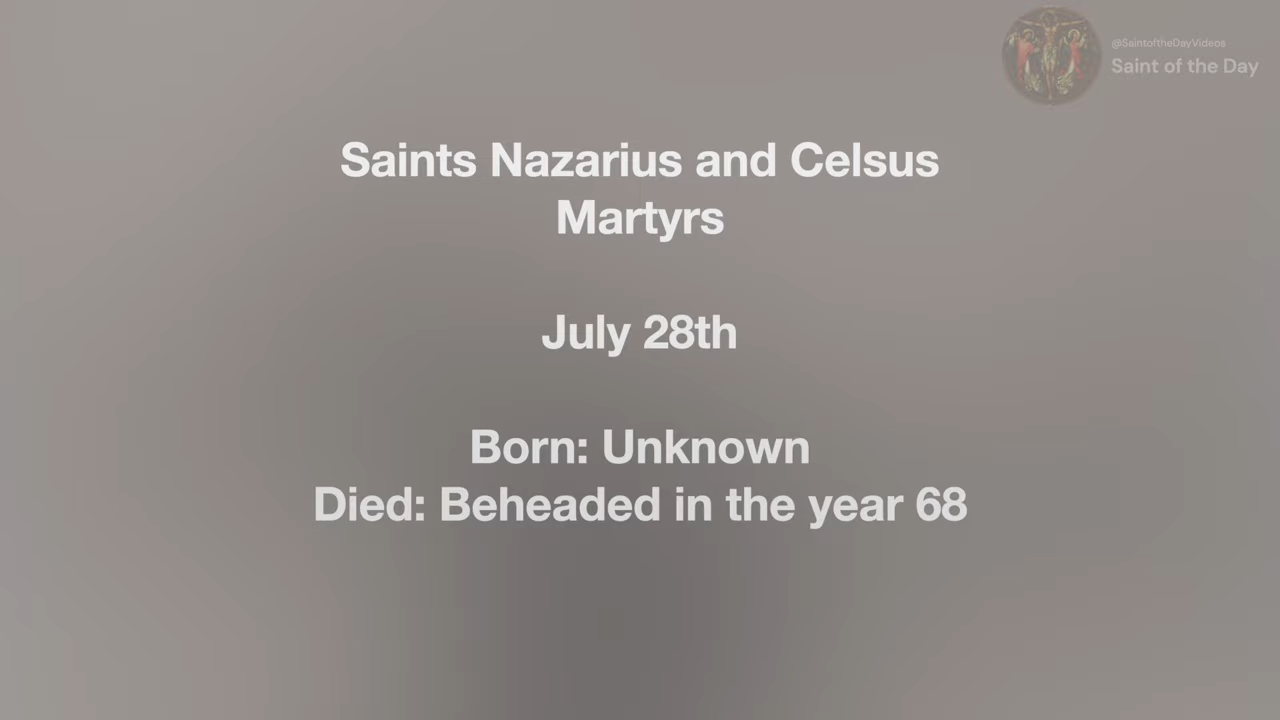 @SaintoftheDayVideos
Saint of the Day
Saints Nazarius and Celsus
Martyrs
July 28th
Born: Unknown
Died: Beheaded in the year 68